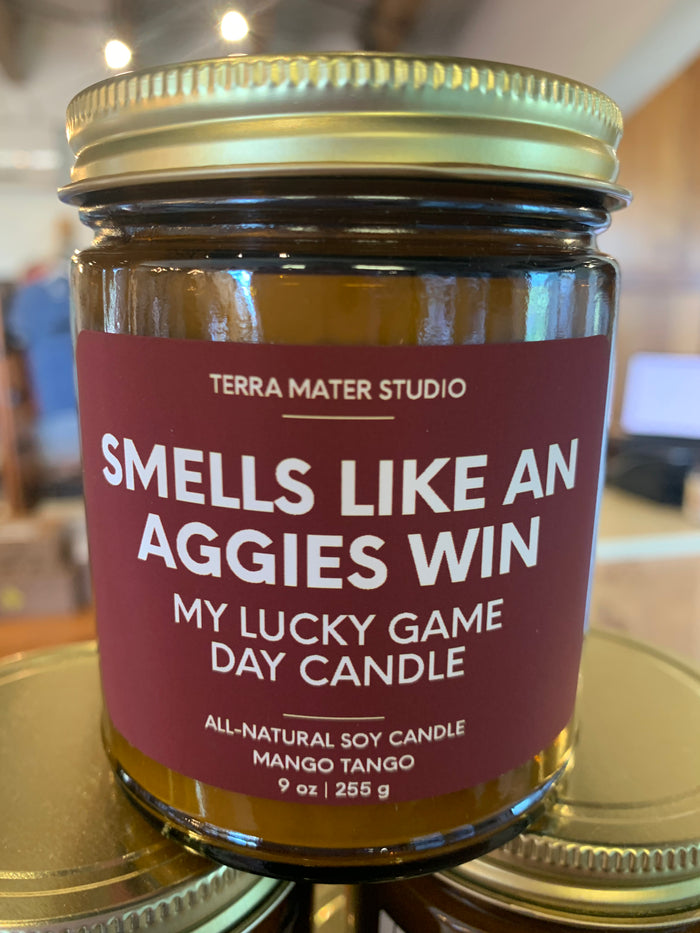 TERRA MATER STUDIO
SMELLS LIKE AN
AGGIES WIN
MY LUCKY GAME
DAY CANDLE
ALL-NATURAL SOY CANDLE
MANGO TANGO
9 oz | 255 g